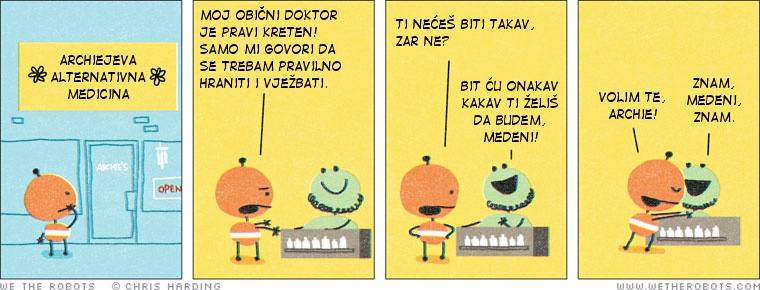 ARCHIEJEVA
ALTERNATIVNA
MEDICINA
ARCHIE'S
OPEN
MOJ OBIČNI DOKTOR
JE PRAVI KRETEN!
SAMO MI GOVORI DA
SE TREBAM PRAVILNO
HRANITI I VJEŽBATI.
TI NEĆEŠ BITI TAKAV,
ZAR NE?
BIT ĆU ONAKAV
KAKAV TI ŽELIŠ
DA BUDEM,
MEDENI!
VOLIM TE,
ARCHIE!
ZNAM,
MEDENI,
ZNAM.
WE THE ROBOTS © CHRIS HARDING
WWW.WETHEROBOTS.COM